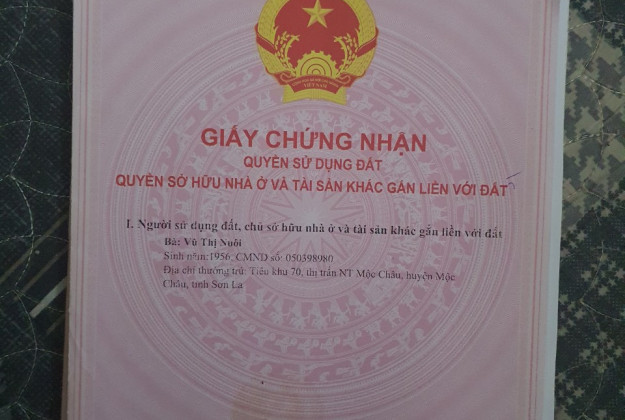 VIỆT NAM
GIẤY CHỨNG NHẬN
QUYỀN SỬ DỤNG ĐẤT
QUYỀN SỞ HỮU NHÀ Ở VÀ TÀI SẢN KHÁC GẮN LIỀN VỚI ĐẤT
I. Người sử dụng đất, chủ sở hữu nhà ở và tài sản khác gắn liền với đất
Bà: Vũ Thị Nuôi
Sinh năm:1956, CMND số: 050398980
Địa chỉ thường trú: Tiểu khu 70, thị trấn NT Mộc Châu, huyện Mộc
Châu, tỉnh Sơn La